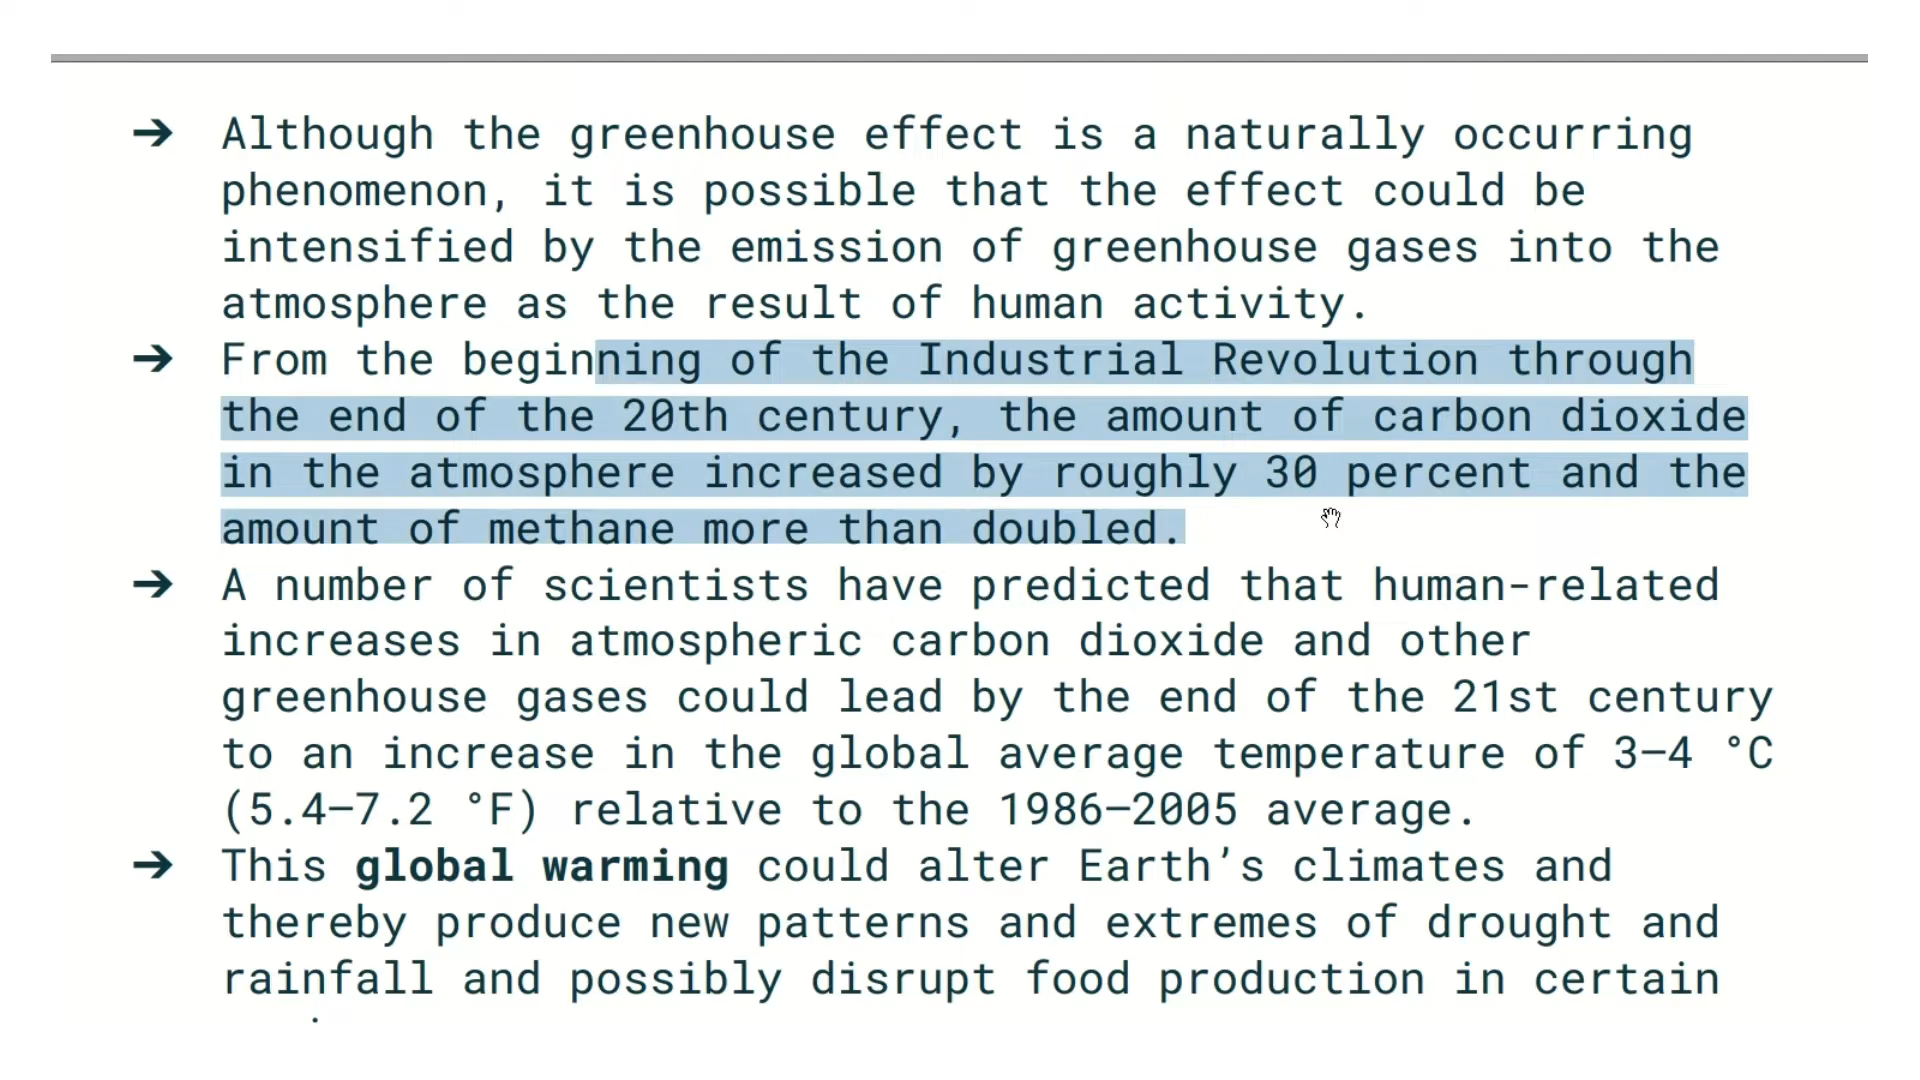 ➔ Although the greenhouse effect is a naturally occurring
phenomenon, it is possible that the effect could be
intensified by the emission of greenhouse gases into the
atmosphere as the result of human activity.
➔ From the beginning of the Industrial Revolution through
the end of the 20th century, the amount of carbon dioxide
in the atmosphere increased by roughly 30 percent and the
amount of methane more than doubled.
➔ A number of scientists have predicted that human-related
increases in atmospheric carbon dioxide and other
greenhouse gases could lead by the end of the 21st century
to an increase in the global average temperature of 3–4 °C
(5.4–7.2 °F) relative to the 1986–2005 average.
➔ This global warming could alter Earth’s climates and
thereby produce new patterns and extremes of drought and
rainfall and possibly disrupt food production in certain